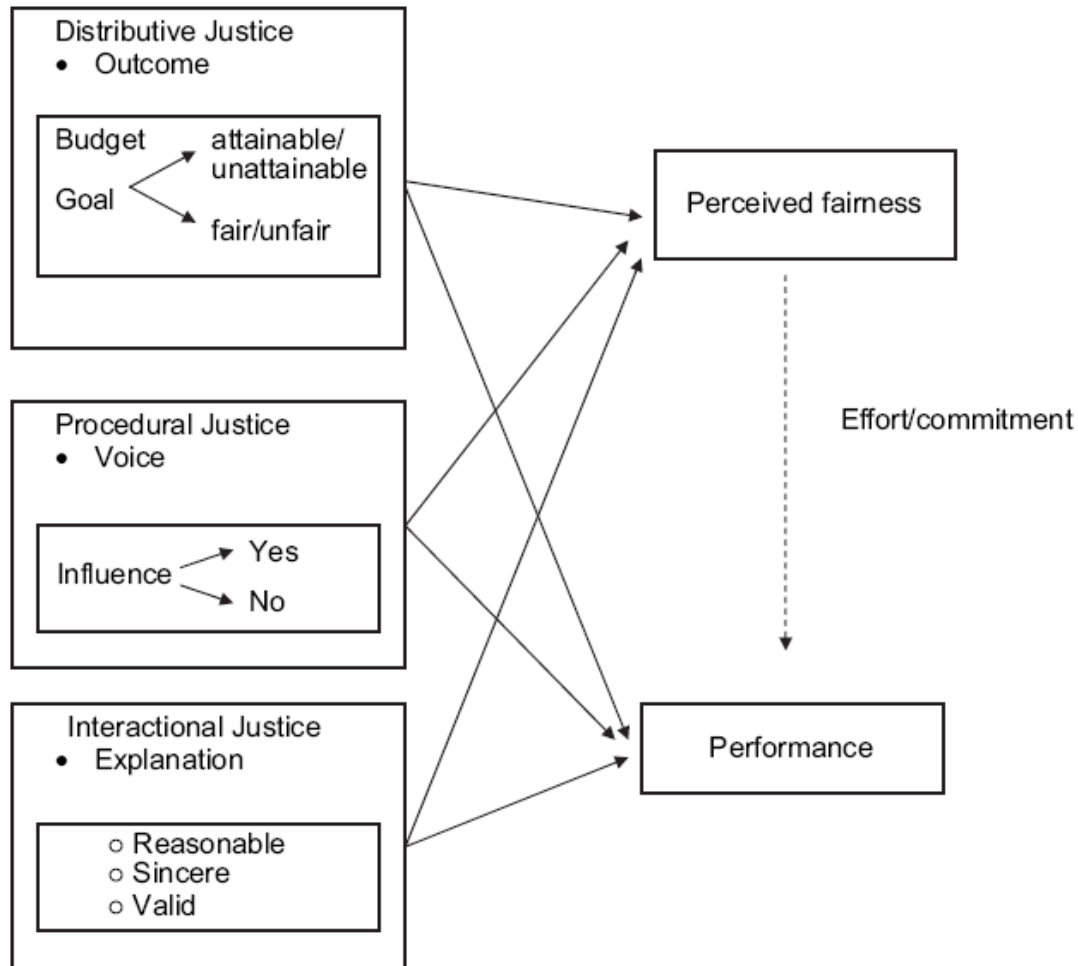 Distributive Justice
• Outcome
Budget
Goal
attainable/
unattainable
fair/unfair
Perceived fairness
Procedural Justice
• Voice
Influence
Yes
No
Effort/commitment
Interactional Justice
• Explanation
○ Reasonable
○ Sincere
○ Valid
Performance